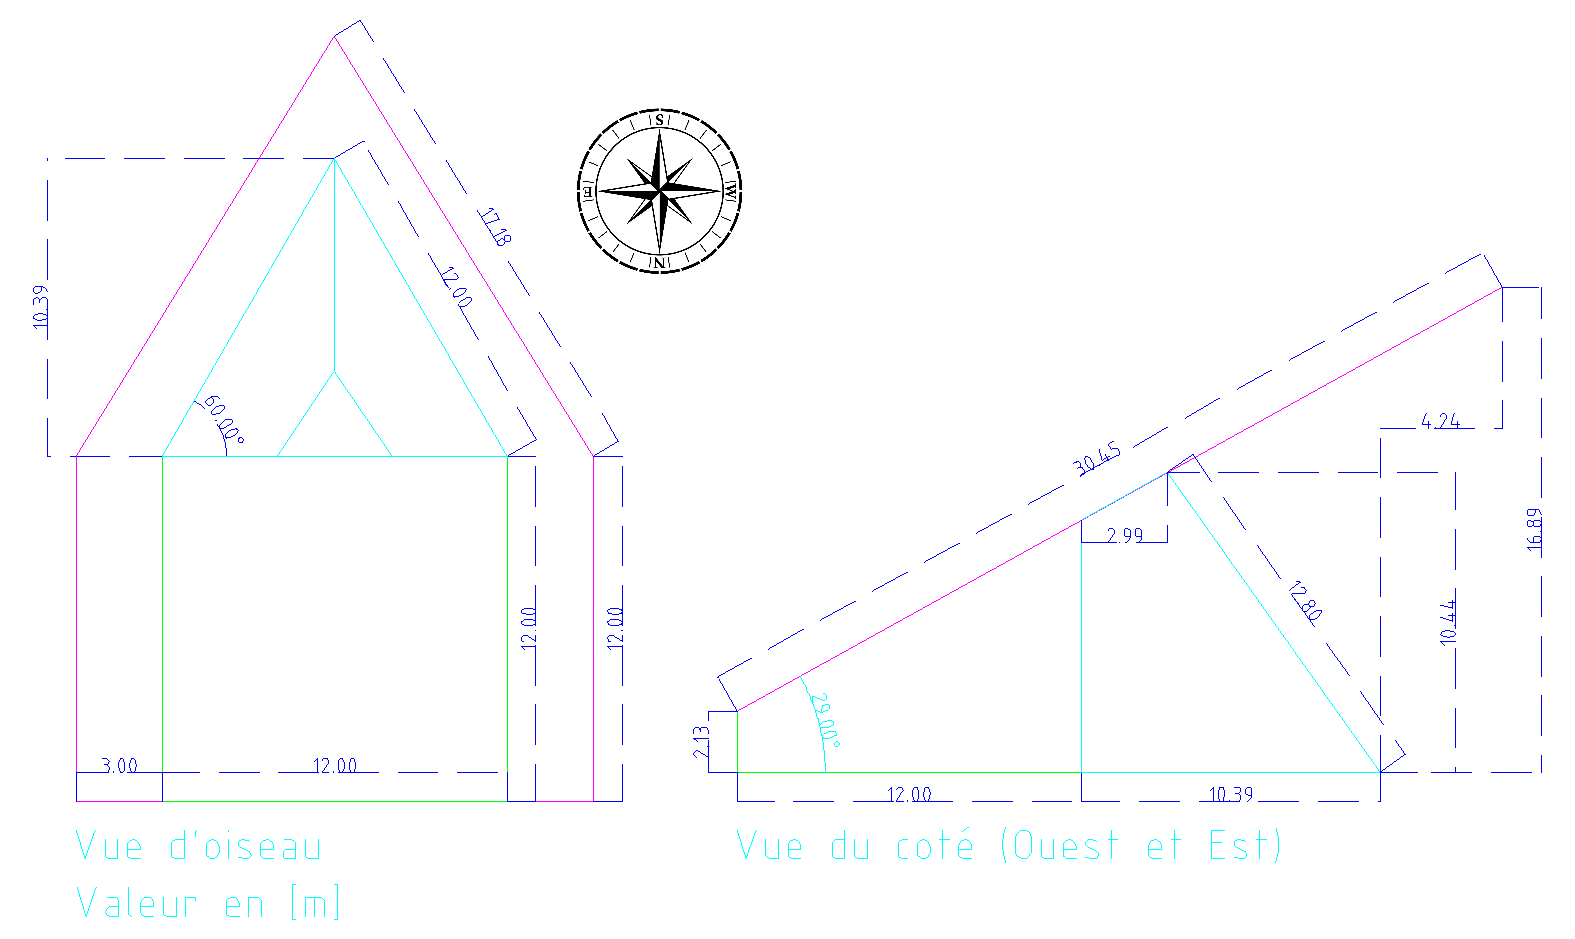 17.18
12.00
10.39
60.00°
12.00
12.00
3.00
12.00
S
E
W
N
30.45
4.24
16.89
2.99
12.80
10.44
2.13
29.00°
12.00
10.39
Vue d'oiseau
Valeur en [m]
Vue du coté (Ouest et Est)